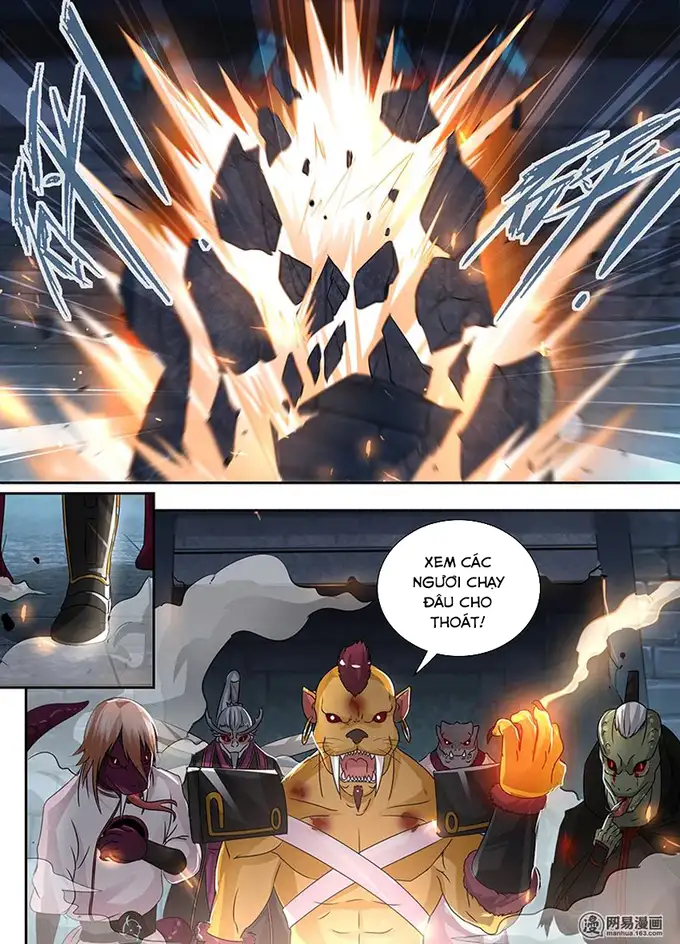 XEM CÁC
NGƯƠI CHẠY
ĐÂU CHO
THOÁT!
网易漫画
manhua.163.com